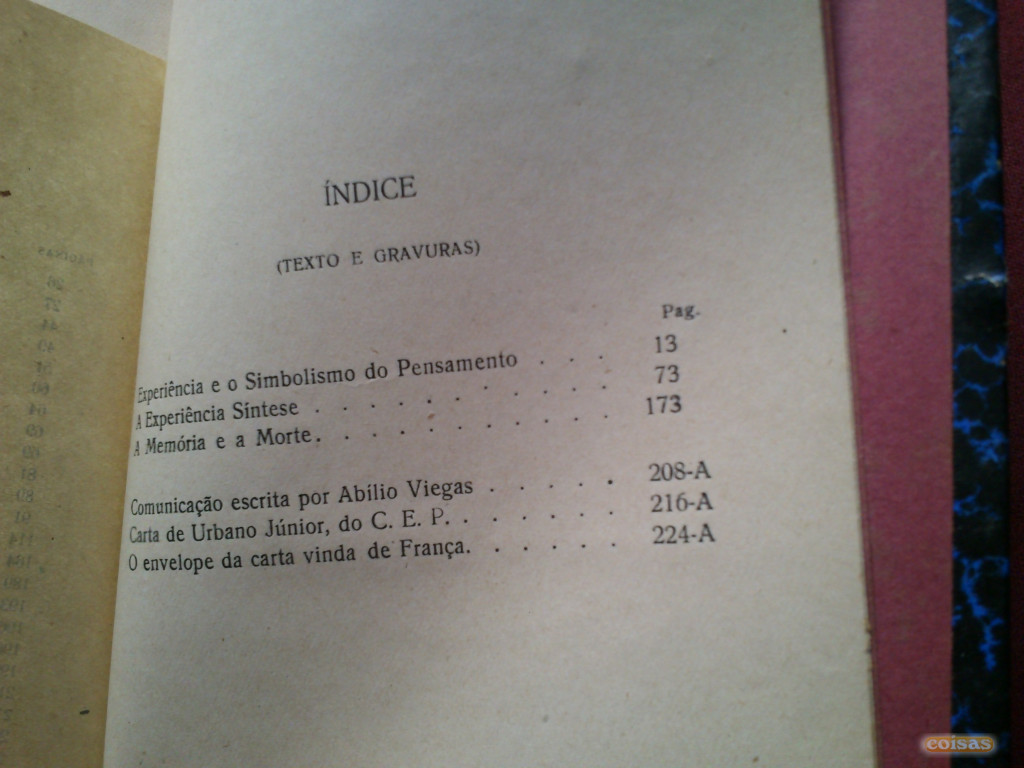 ÍNDICE
(TEXTO E GRAVURAS)
Pag.
Experiência e o Simbolismo do Pensamento . . . 13
A Experiência Síntese . . . . . . . . 73
A Memória e a Morte. . . . . . . . . 173
Comunicação escrita por Abílio Viegas . . . . . 208-A
Carta de Urbano Júnior, do C. E. P. . . . . . . 216-A
O envelope da carta vinda de França. . . . . . 224-A
coisas